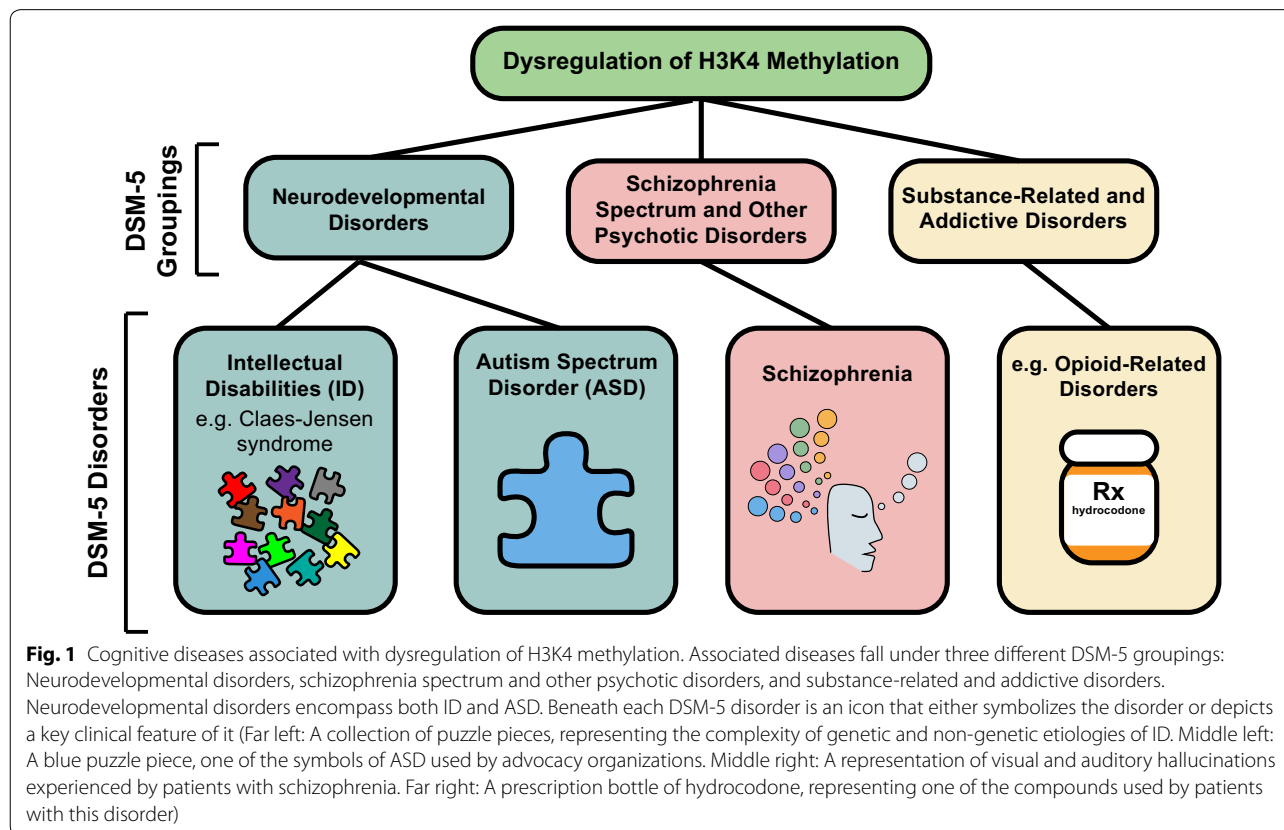 Dysregulation of H3K4 Methylation
DSM-5
Groupings
Neurodevelopmental
Disorders
Schizophrenia
Spectrum and Other
Psychotic Disorders
Substance-Related and
Addictive Disorders
DSM-5 Disorders
Intellectual
Disabilities (ID)
e.g. Claes-Jensen
syndrome
Autism Spectrum
Disorder (ASD)
Schizophrenia
e.g. Opioid-Related
Disorders
Rx
hydrocodone
Fig. 1 Cognitive diseases associated with dysregulation of H3K4 methylation. Associated diseases fall under three different DSM-5 groupings:
Neurodevelopmental disorders, schizophrenia spectrum and other psychotic disorders, and substance-related and addictive disorders.
Neurodevelopmental disorders encompass both ID and ASD. Beneath each DSM-5 disorder is an icon that either symbolizes the disorder or depicts
a key clinical feature of it (Far left: A collection of puzzle pieces, representing the complexity of genetic and non-genetic etiologies of ID. Middle left:
A blue puzzle piece, one of the symbols of ASD used by advocacy organizations. Middle right: A representation of visual and auditory hallucinations
experienced by patients with schizophrenia. Far right: A prescription bottle of hydrocodone, representing one of the compounds used by patients
with this disorder)